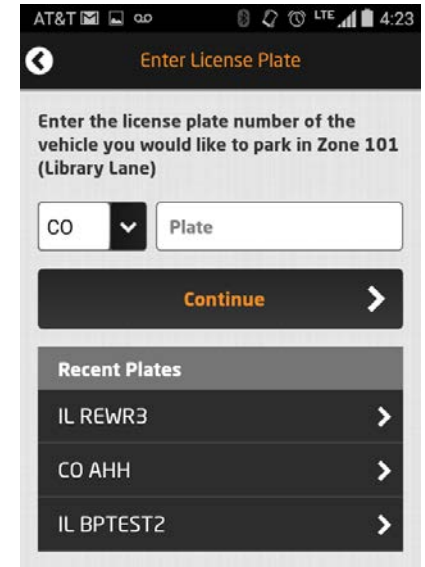 AT&T LTE 4:23
Enter License Plate
Enter the license plate number of the
vehicle you would like to park in Zone 101
(Library Lane)
CO Plate
Continue
Recent Plates
IL REWR3
CO AHH
IL BPTEST2